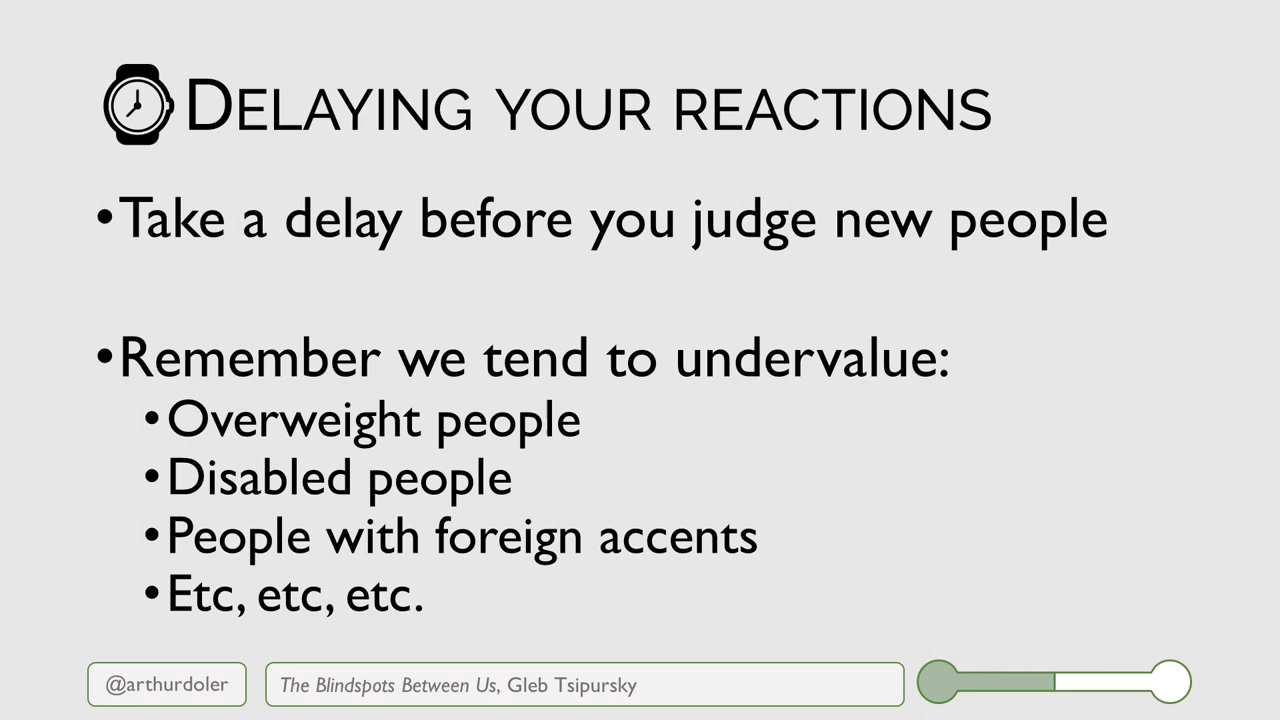 Delaying your reactions
•Take a delay before you judge new people
•Remember we tend to undervalue:
•Overweight people
•Disabled people
•People with foreign accents
•Etc, etc, etc.
@arthurdoler
The Blindspots Between Us, Gleb Tsipursky